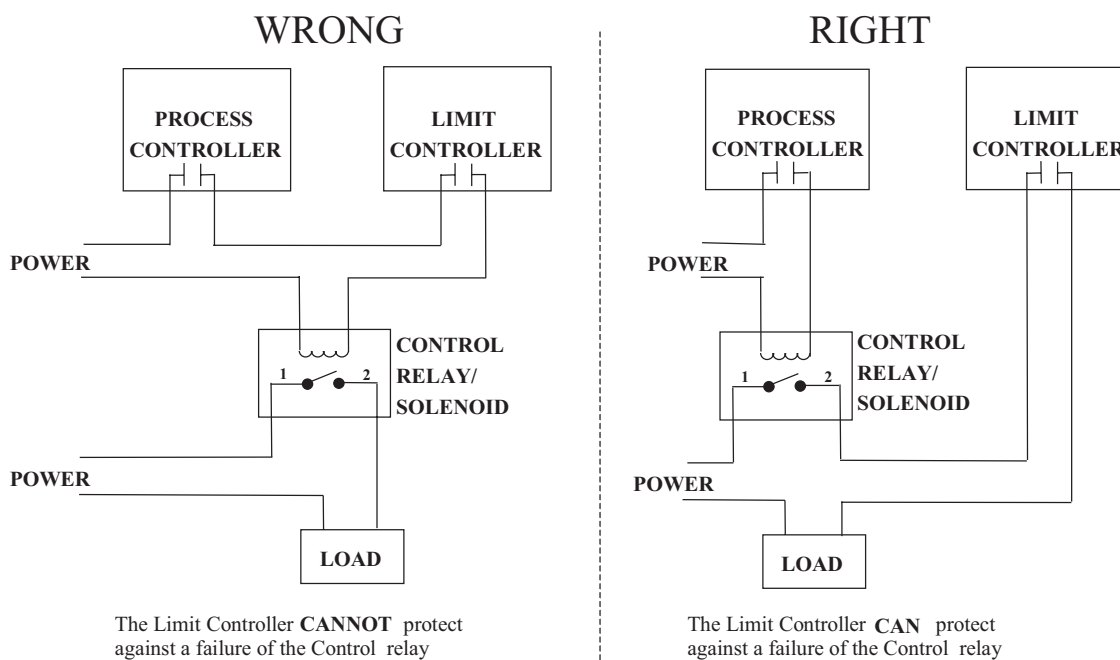 WRONG
PROCESS
CONTROLLER
LIMIT
CONTROLLER
POWER
CONTROL
RELAY/
SOLENOID
1
2
POWER
LOAD
The Limit Controller CANNOT protect
against a failure of the Control relay
RIGHT
PROCESS
CONTROLLER
LIMIT
CONTROLLER
POWER
CONTROL
RELAY/
SOLENOID
1
2
POWER
LOAD
The Limit Controller CAN protect
against a failure of the Control relay